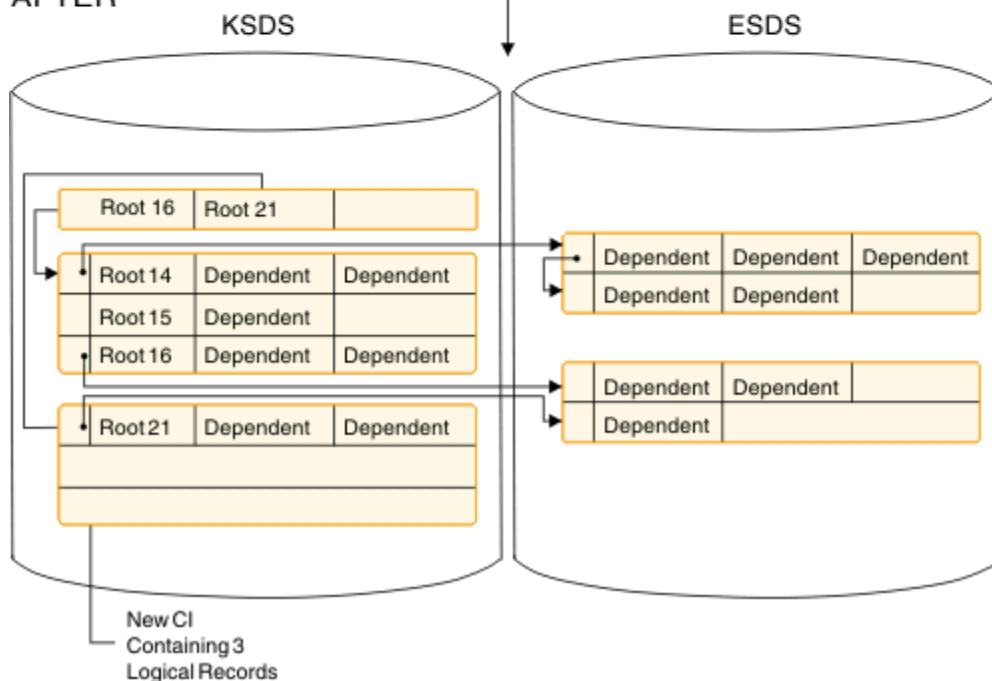 AFTER
KSDS ESDS
Root 16 Root 21
Root 14 Dependent Dependent
Root 15 Dependent
Root 16 Dependent Dependent
Root 21 Dependent Dependent
Dependent Dependent Dependent
Dependent Dependent
Dependent Dependent
Dependent
New CI
Containing 3
Logical Records